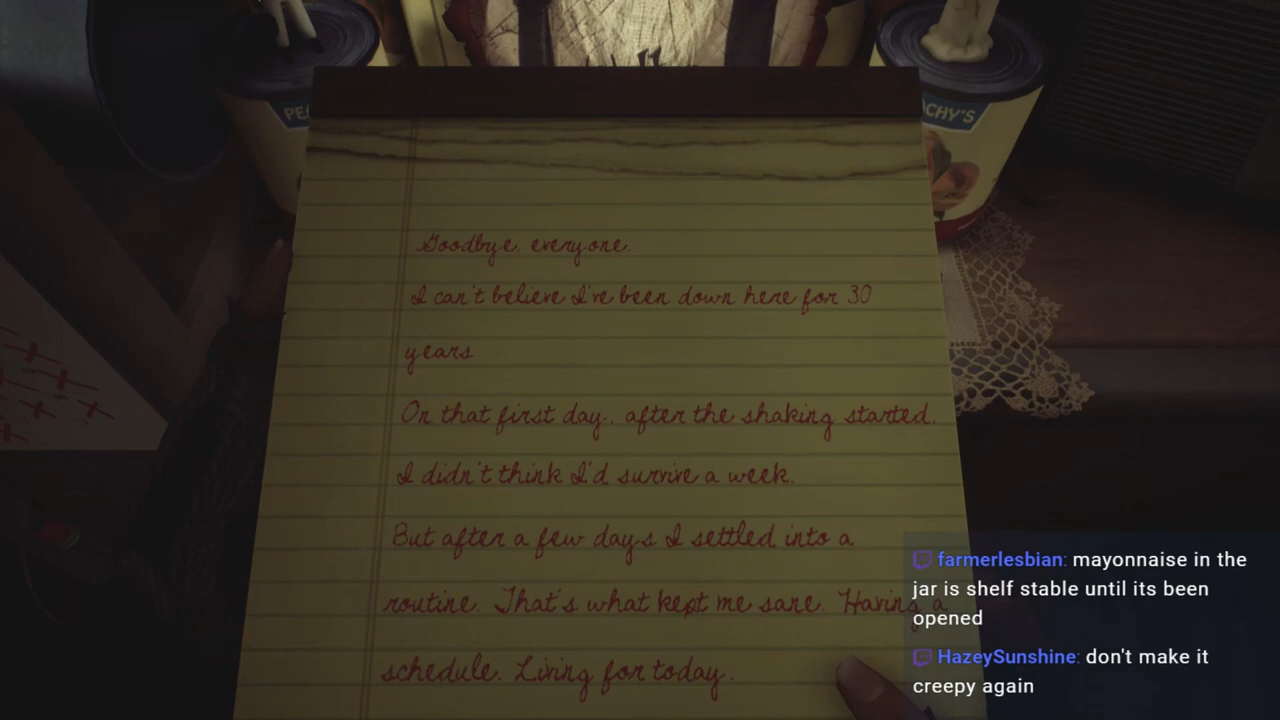 PEA
ACHY'S
Goodbye, everyone.
I can't believe I've been down here for 30
years
On that first day, after the shaking started,
I didn't think I'd survive a week.
But after a few days I settled into a
routine. That's what kept me sane. Having a
schedule. Living for today.
farmerlesbian: mayonnaise in the
jar is shelf stable until its been
opened
HazeySunshine: don't make it
creepy again